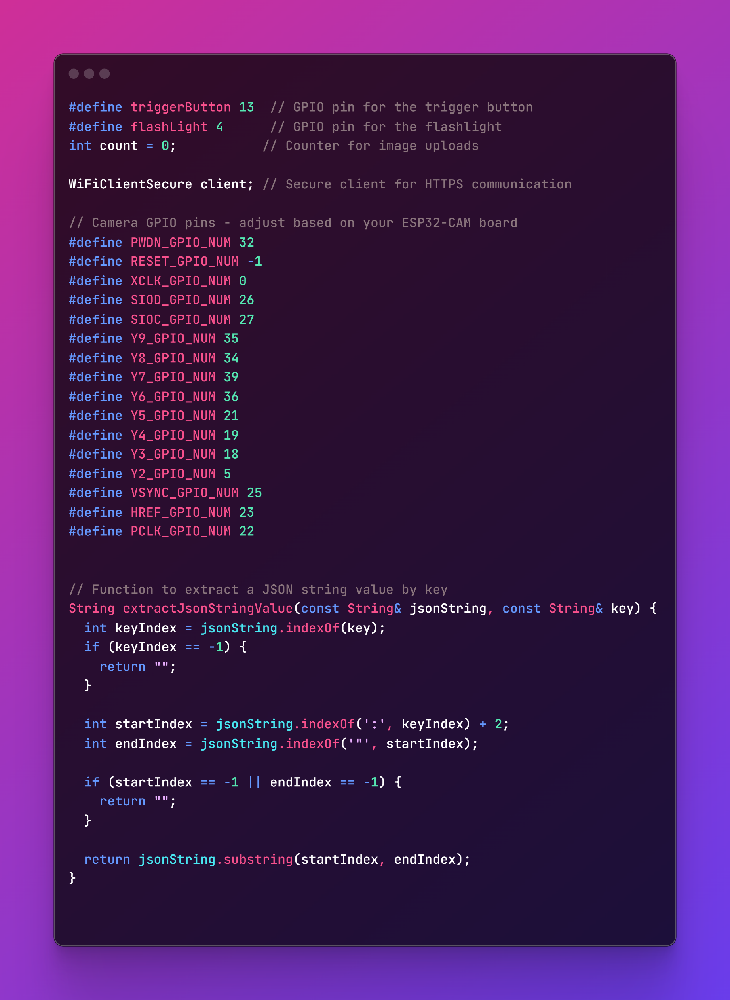 #define triggerButton 13  // GPIO pin for the trigger button
#define flashLight 4      // GPIO pin for the flashlight
int count = 0;           // Counter for image uploads

WiFiClientSecure client; // Secure client for HTTPS communication

// Camera GPIO pins - adjust based on your ESP32-CAM board
#define PWDN_GPIO_NUM 32
#define RESET_GPIO_NUM -1
#define XCLK_GPIO_NUM 0
#define SIOD_GPIO_NUM 26
#define SIOC_GPIO_NUM 27
#define Y9_GPIO_NUM 35
#define Y8_GPIO_NUM 34
#define Y7_GPIO_NUM 39
#define Y6_GPIO_NUM 36
#define Y5_GPIO_NUM 21
#define Y4_GPIO_NUM 19
#define Y3_GPIO_NUM 18
#define Y2_GPIO_NUM 5
#define VSYNC_GPIO_NUM 25
#define HREF_GPIO_NUM 23
#define PCLK_GPIO_NUM 22


// Function to extract a JSON string value by key
String extractJsonStringValue(const String& jsonString, const String& key) {
  int keyIndex = jsonString.indexOf(key);
  if (keyIndex == -1) {
    return "";
  }

  int startIndex = jsonString.indexOf(':', keyIndex) + 2;
  int endIndex = jsonString.indexOf('"', startIndex);

  if (startIndex == -1 || endIndex == -1) {
    return "";
  }

  return jsonString.substring(startIndex, endIndex);
}